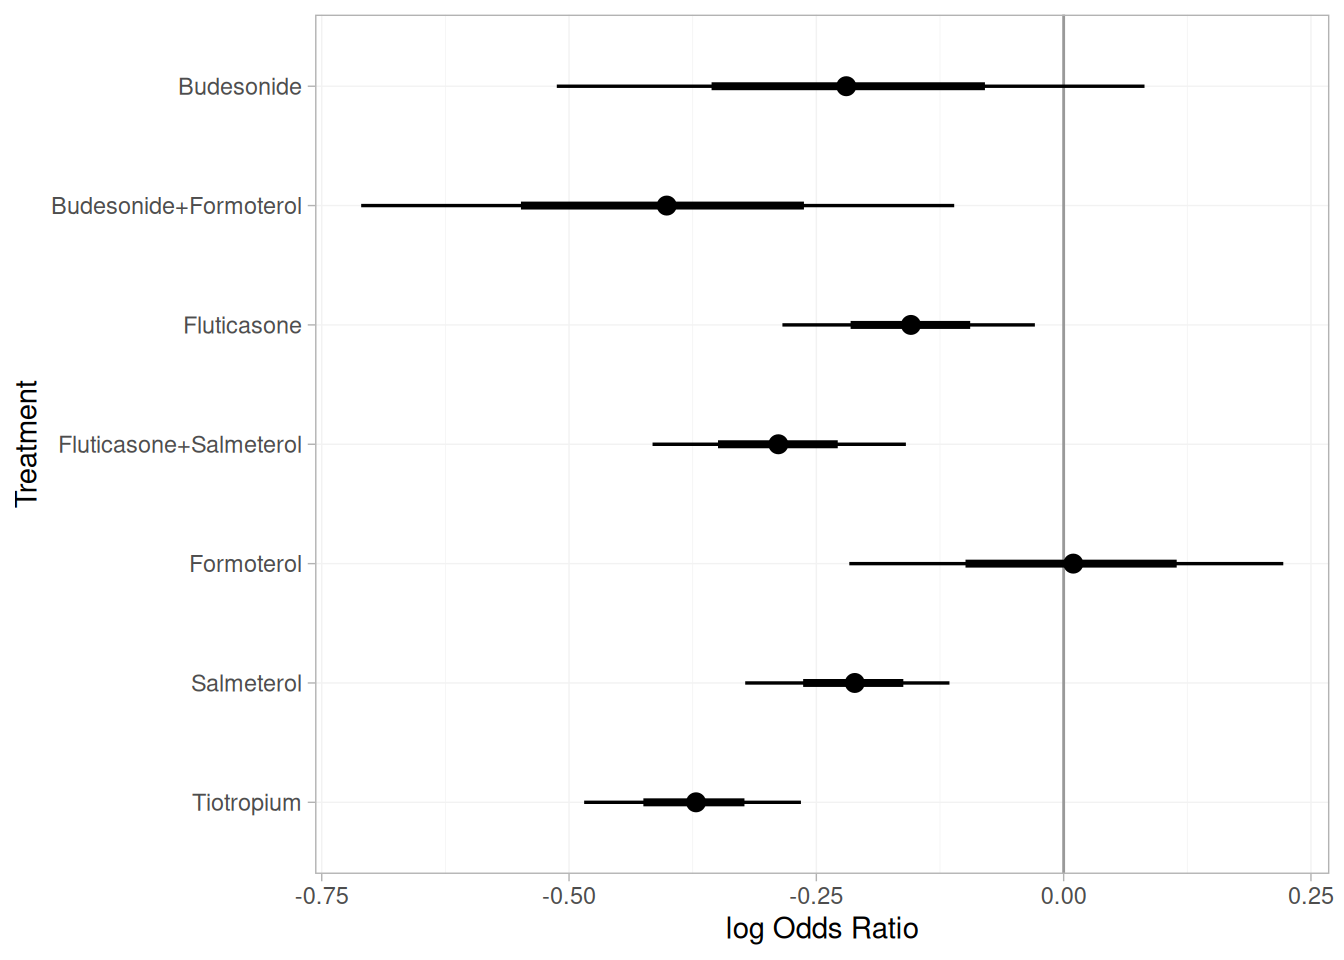 Budesonide
Budesonide+Formoterol
Fluticasone
Fluticasone+Salmeterol
Formoterol
Salmeterol
Tiotropium
Treatment
-0.75 -0.50 -0.25 0.00 0.25
log Odds Ratio